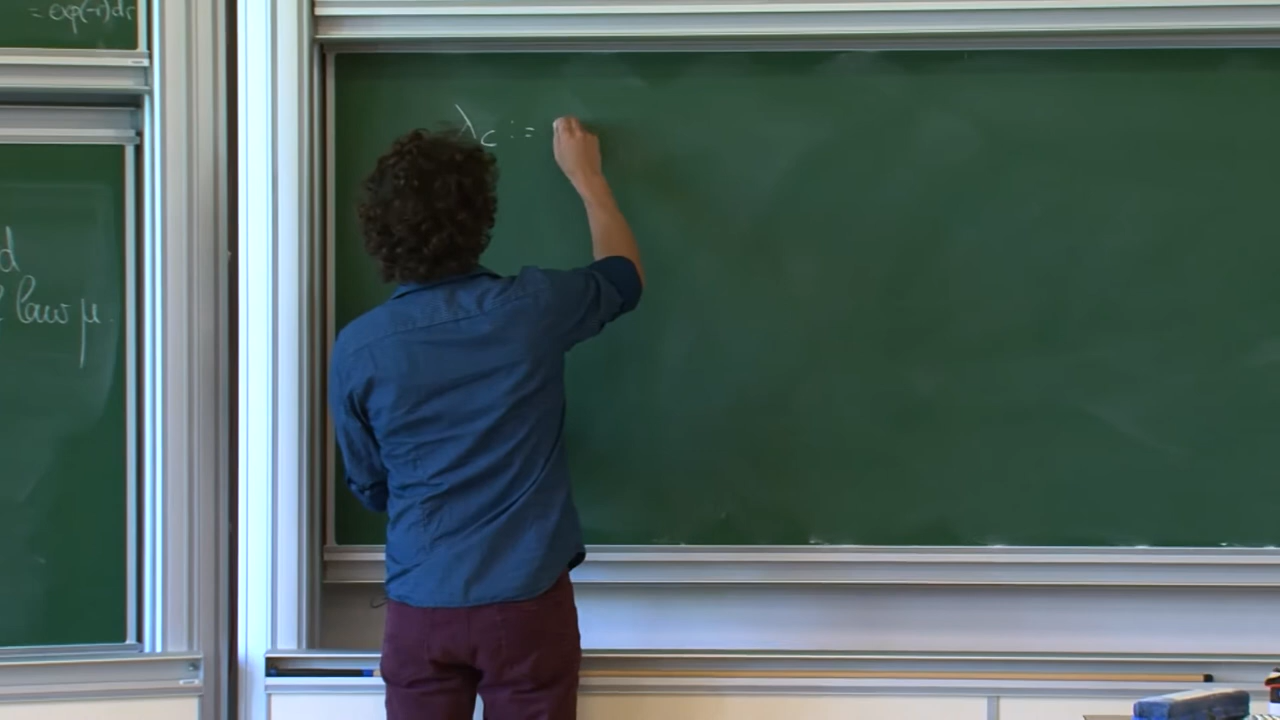 = exp(-r)dr
d
law μ.
λ_c :=